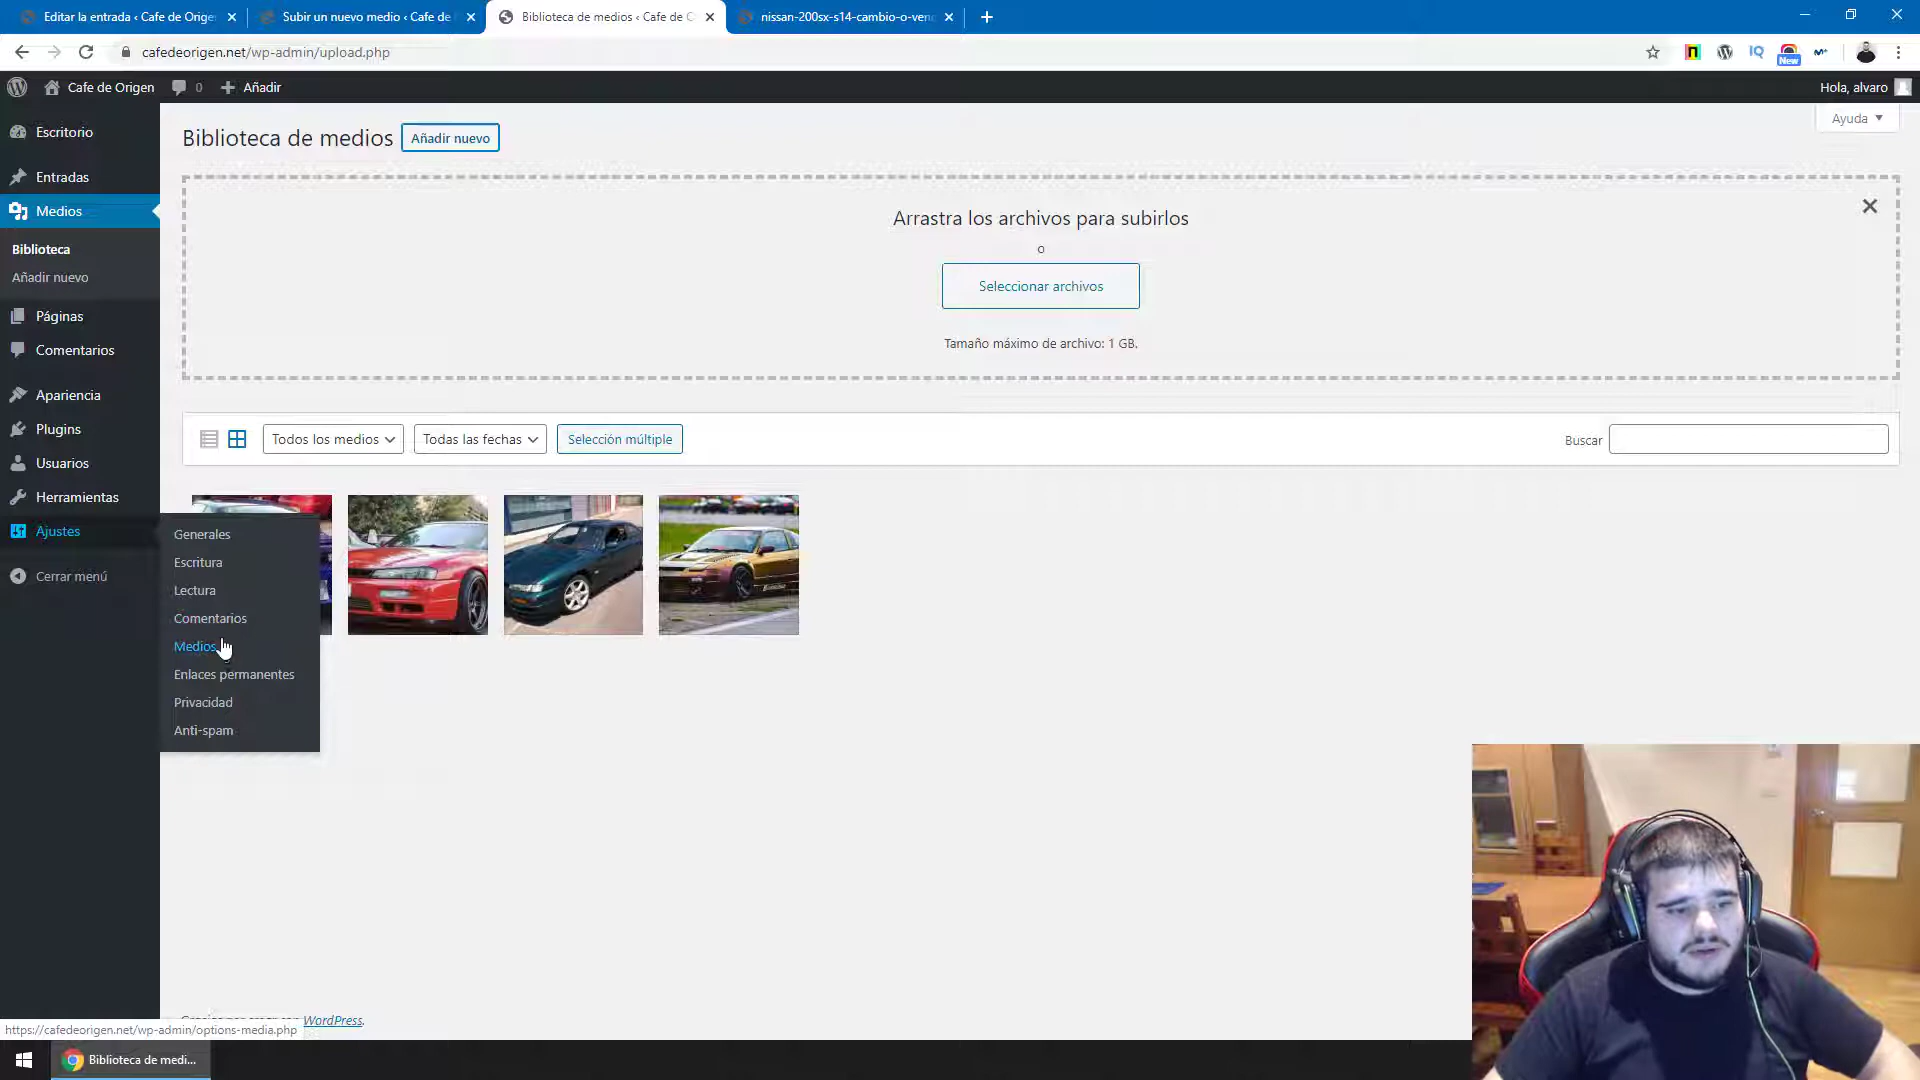 Editar la entrada ‹ Cafe de Orige
Subir un nuevo medio ‹ Cafe de
Biblioteca de medios ‹ Cafe de O
nissan-200sx-s14-cambio-o-ven
cafedeorigen.net/wp-admin/upload.php
IQ
New
Cafe de Origen
0
Añadir
Hola, alvaro
Ayuda
Escritorio
Entradas
Medios
Biblioteca
Añadir nuevo
Páginas
Comentarios
Apariencia
Plugins
Usuarios
Herramientas
Ajustes
Cerrar menú
Generales
Escritura
Lectura
Comentarios
Medios
Enlaces permanentes
Privacidad
Anti-spam
Biblioteca de medios
Añadir nuevo
Arrastra los archivos para subirlos
o
Seleccionar archivos
Tamaño máximo de archivo: 1 GB.
Todos los medios
Todas las fechas
Selección múltiple
Buscar
WordPress.
https://cafedeorigen.net/wp-admin/options-media.php
Biblioteca de medi...